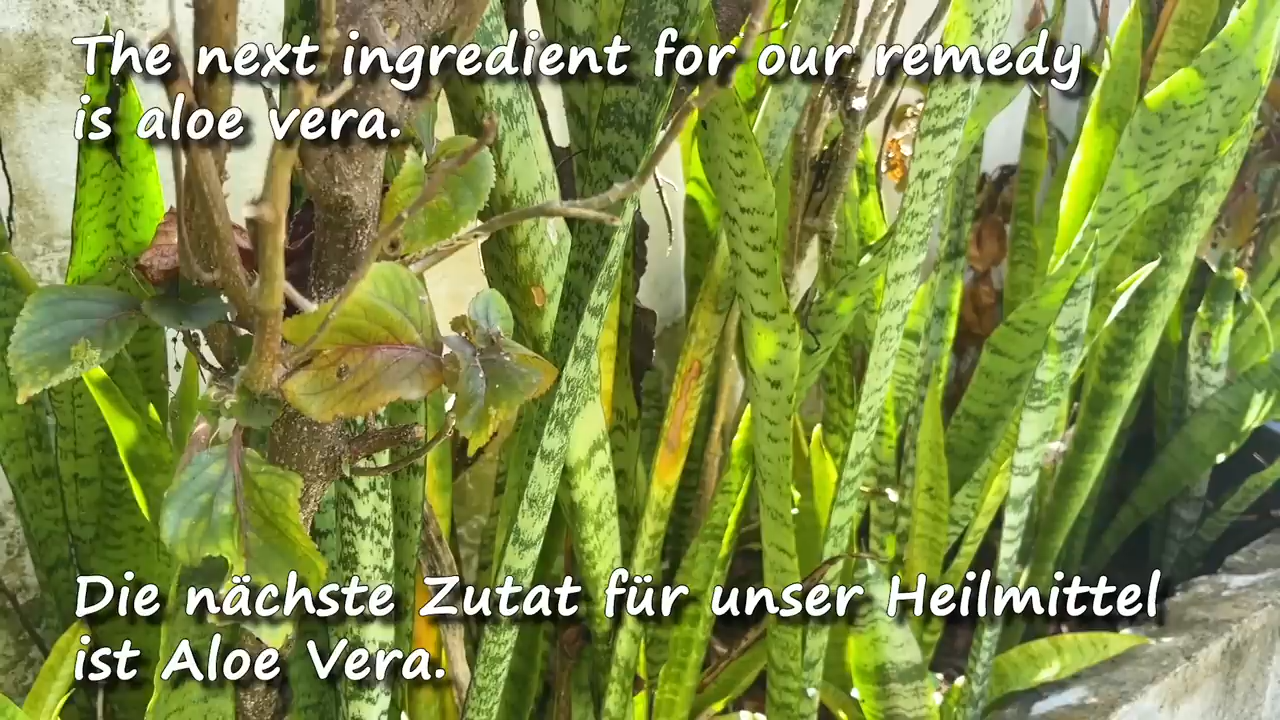 The next ingredient for our remedy
is aloe vera.
Die nächste Zutat für unser Heilmittel
ist Aloe Vera.